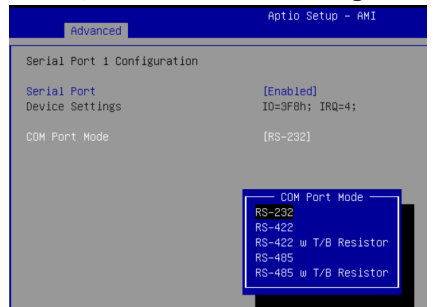 Aptio Setup - AMI
Advanced
Serial Port 1 Configuration
Serial Port [Enabled]
Device Settings IO=3F8h; IRQ=4;
COM Port Mode [RS-232]
COM Port Mode
RS-232
RS-422
RS-422 w T/B Resistor
RS-485
RS-485 w T/B Resistor